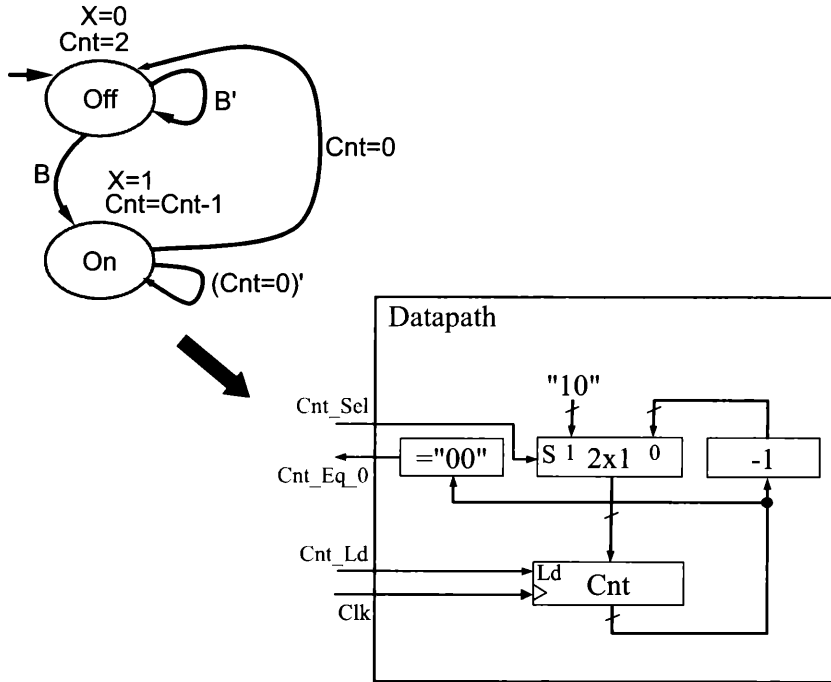 X=0
Cnt=2
Off
B'
Cnt=0
B
X=1
Cnt=Cnt-1
On
(Cnt=0)'
Datapath
"10"
Cnt_Sel
="00"
S 1 2x1 0
-1
Cnt_Eq_0
Cnt_Ld
Ld
Cnt
Clk